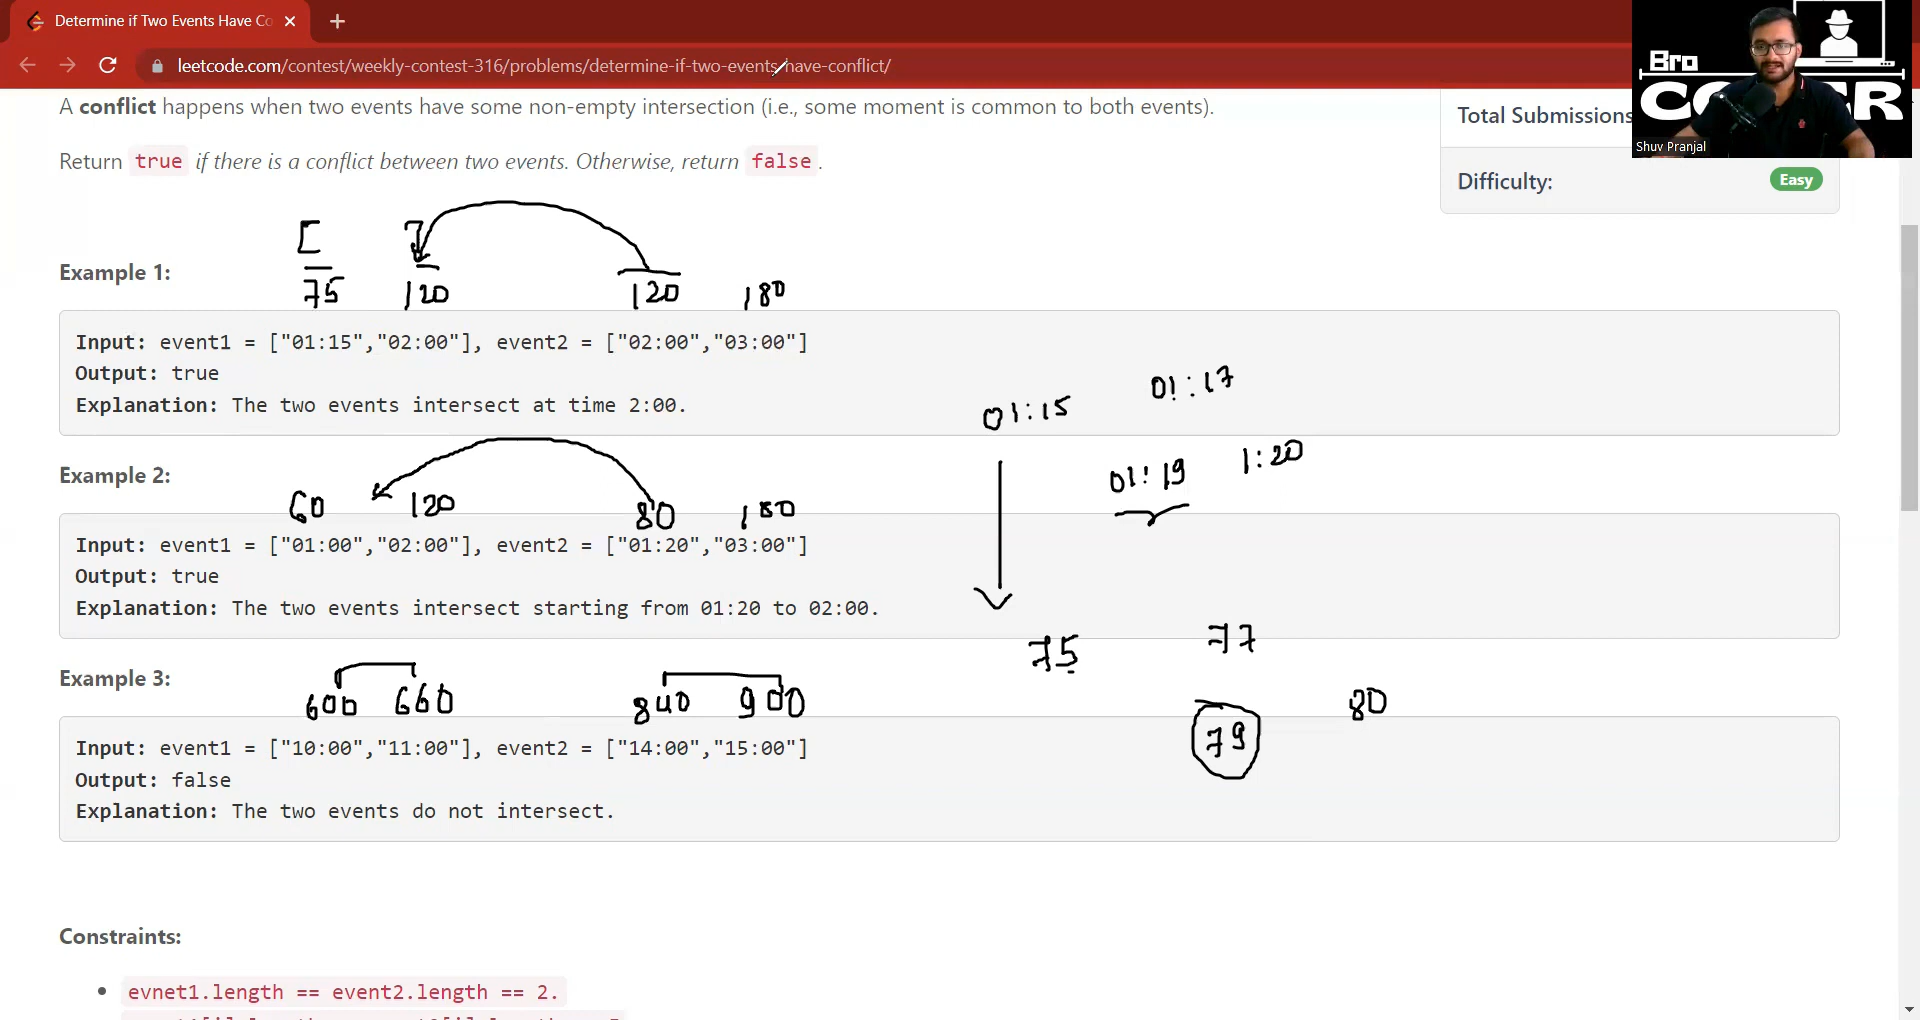 Determine if Two Events Have Co
leetcode.com/contest/weekly-contest-316/problems/determine-if-two-events-have-conflict/
Bro
CODER
Shuv Pranjal
A conflict happens when two events have some non-empty intersection (i.e., some moment is common to both events).
Total Submissions
Return true if there is a conflict between two events. Otherwise, return false.
Difficulty: Easy
[ ]
Example 1:
75 120 120 180
Input: event1 = ["01:15","02:00"], event2 = ["02:00","03:00"]
Output: true
Explanation: The two events intersect at time 2:00.
01:15 01:17
Example 2:
01:19 1:20
60 120 80 180
Input: event1 = ["01:00","02:00"], event2 = ["01:20","03:00"]
Output: true
Explanation: The two events intersect starting from 01:20 to 02:00.
75 77
Example 3:
600 660 840 900
79 80
Input: event1 = ["10:00","11:00"], event2 = ["14:00","15:00"]
Output: false
Explanation: The two events do not intersect.
Constraints:
evnet1.length == event2.length == 2.